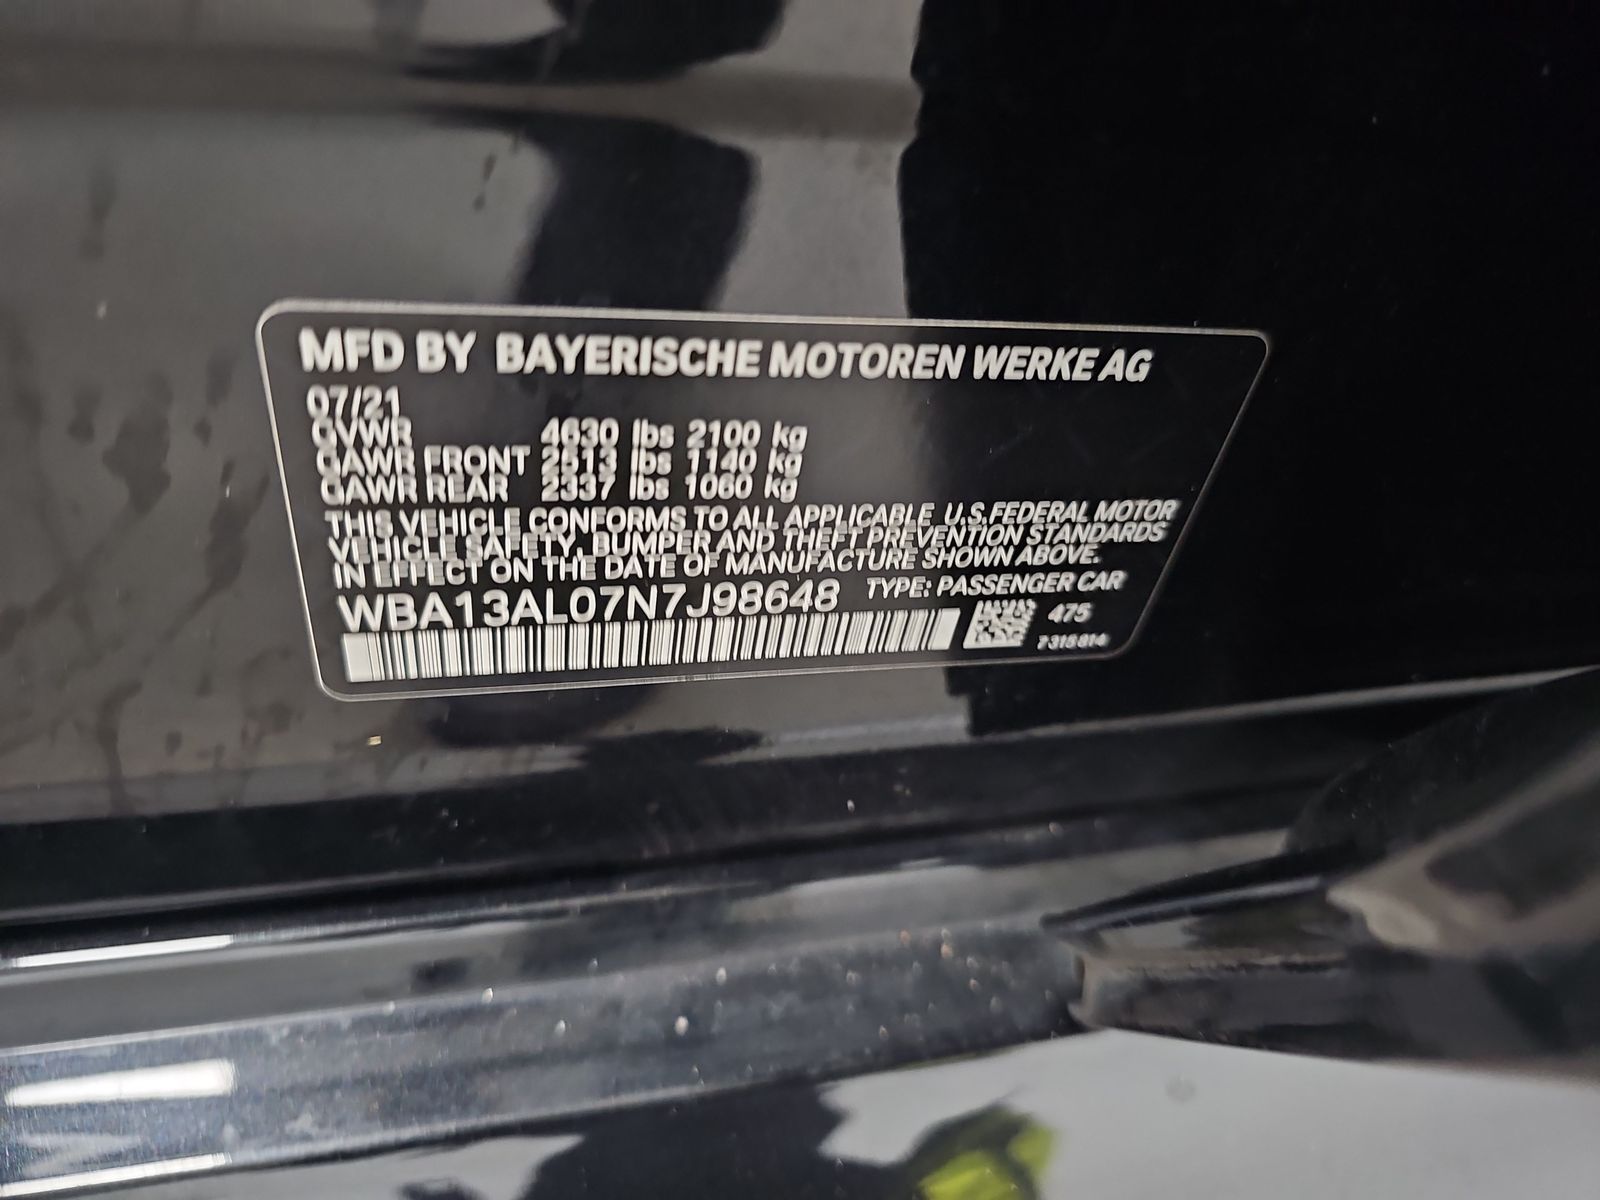 MFD BY BAYERISCHE MOTOREN WERKE AG
07/21
GVWR 4630 lbs 2100 kg
GAWR FRONT 2513 lbs 1140 kg
GAWR REAR 2337 lbs 1060 kg
THIS VEHICLE CONFORMS TO ALL APPLICABLE U.S.FEDERAL MOTOR
VEHICLE SAFETY, BUMPER AND THEFT PREVENTION STANDARDS
IN EFFECT ON THE DATE OF MANUFACTURE SHOWN ABOVE.
WBA13AL07N7J98648 TYPE: PASSENGER CAR
475
7315814